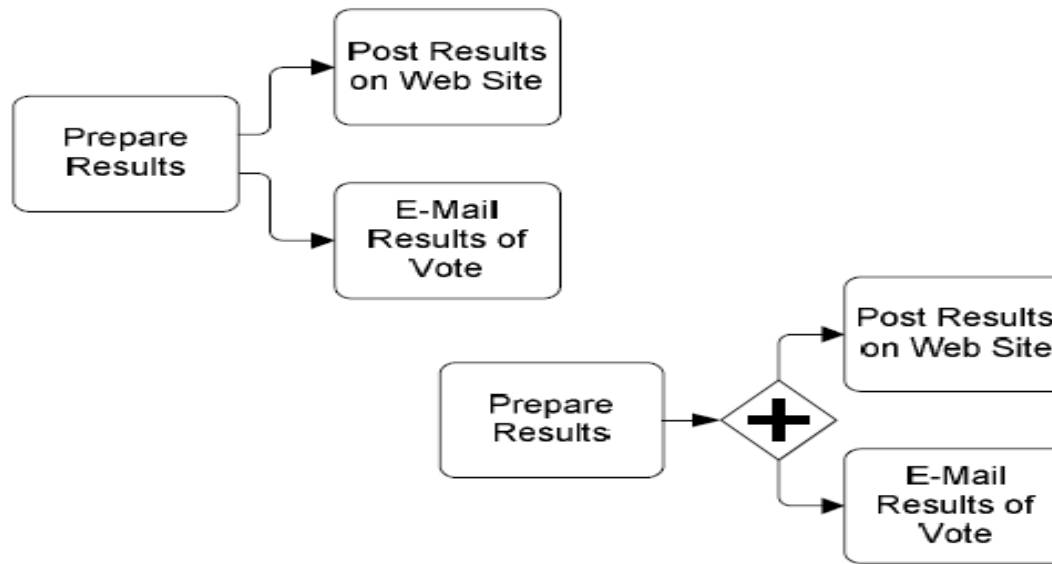 Post Results
on Web Site
Prepare
Results
E-Mail
Results of
Vote
Post Results
on Web Site
Prepare
Results
E-Mail
Results of
Vote